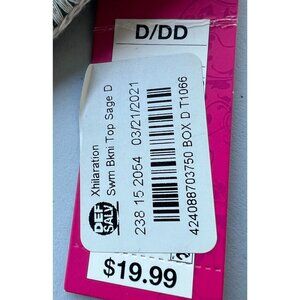 D/DD
Xhilaration
Swm Bkni Top Sage D
DEF
SALV
238 15 2054 03/21/2021
424088703750 BOX D T1066
$19.99